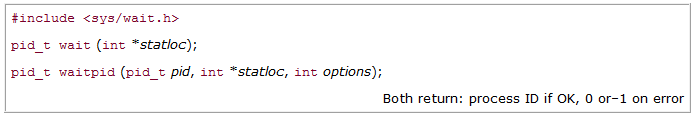 #include <sys/wait.h>
pid_t wait (int *statloc);
pid_t waitpid (pid_t pid, int *statloc, int options);
Both return: process ID if OK, 0 or–1 on error